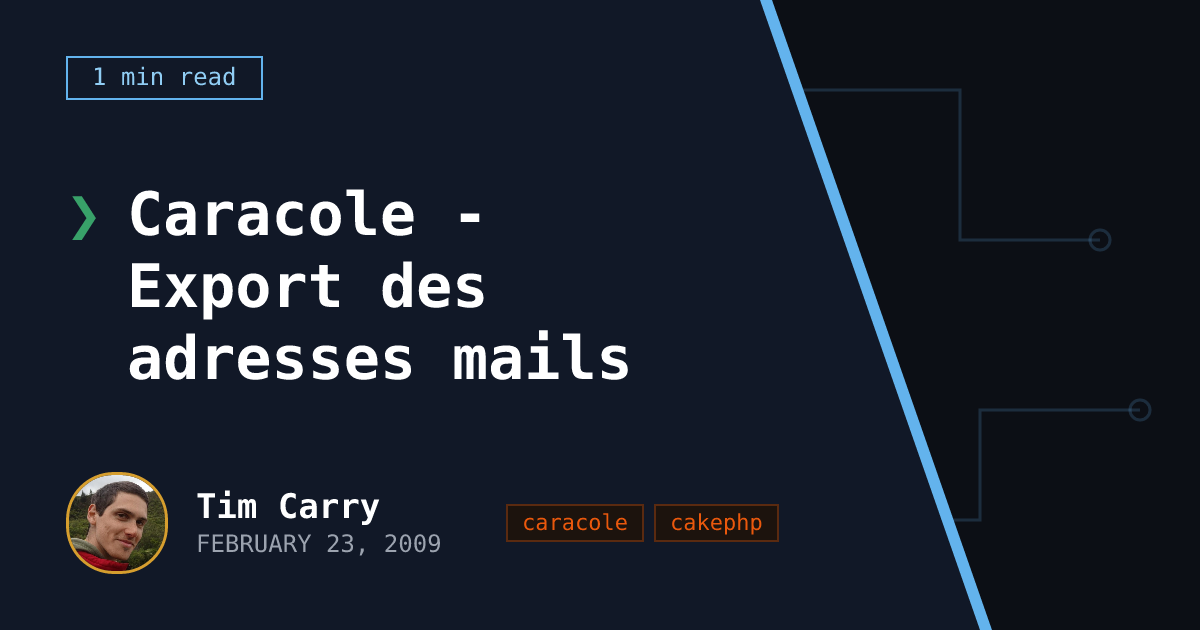 1 min read
❯ Caracole -
Export des
adresses mails
Tim Carry
FEBRUARY 23, 2009
caracole cakephp